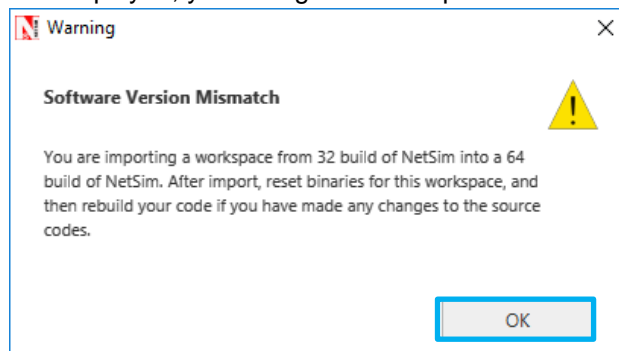 Warning
Software Version Mismatch
You are importing a workspace from 32 build of NetSim into a 64
build of NetSim. After import, reset binaries for this workspace, and
then rebuild your code if you have made any changes to the source
codes.
OK